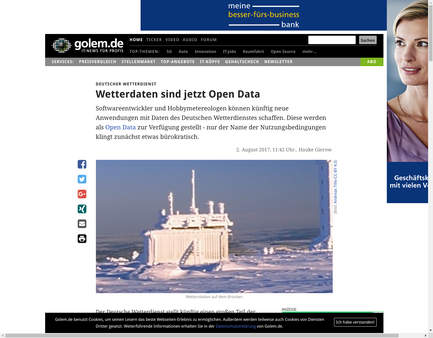 meine
besser-fürs-business
bank
golem.de
IT-NEWS FÜR PROFIS
HOME TICKER VIDEO AUDIO FORUM
Suchen
TOP-THEMEN: 5G Auto Innovation IT-Jobs Raumfahrt Open Source mehr...
SERVICES: PREISVERGLEICH STELLENMARKT TOP-ANGEBOTE IT-KÖPFE GEHALTSCHECK NEWSLETTER ABO
DEUTSCHER WETTERDIENST
Wetterdaten sind jetzt Open Data
Softwareentwickler und Hobbymetereologen können künftig neue
Anwendungen mit Daten des Deutschen Wetterdienstes schaffen. Diese werden
als Open Data zur Verfügung gestellt - nur der Name der Nutzungsbedingungen
klingt zunächst etwas bürokratisch.
2. August 2017, 11:42 Uhr, Hauke Gierow
Wetterstation auf dem Brocken
Der Deutsche Wetterdienst stellt künftig einen großen Teil der
ANZEIGE
Geschäftsk
mit vielen V
Golem.de benutzt Cookies, um seinen Lesern das beste Webseiten-Erlebnis zu ermöglichen. Außerdem werden teilweise auch Cookies von Diensten
Dritter gesetzt. Weiterführende Informationen erhalten Sie in der Datenschutzerklärung von Golem.de.
Ich habe verstanden!